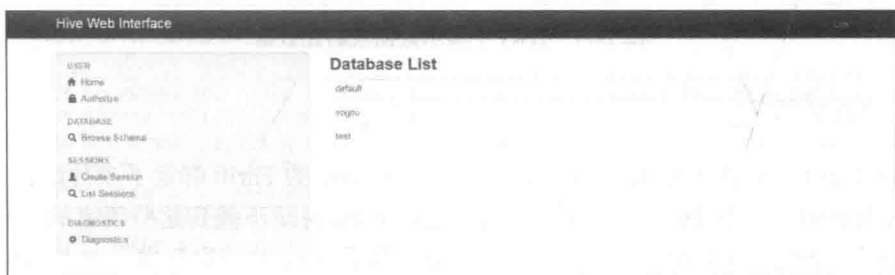 Hive Web Interface
USER
Home
Authorize
DATABASE
Browse Schema
SESSIONS
Create Session
List Sessions
DIAGNOSTICS
Diagnostics
Database List
default
sogou
test